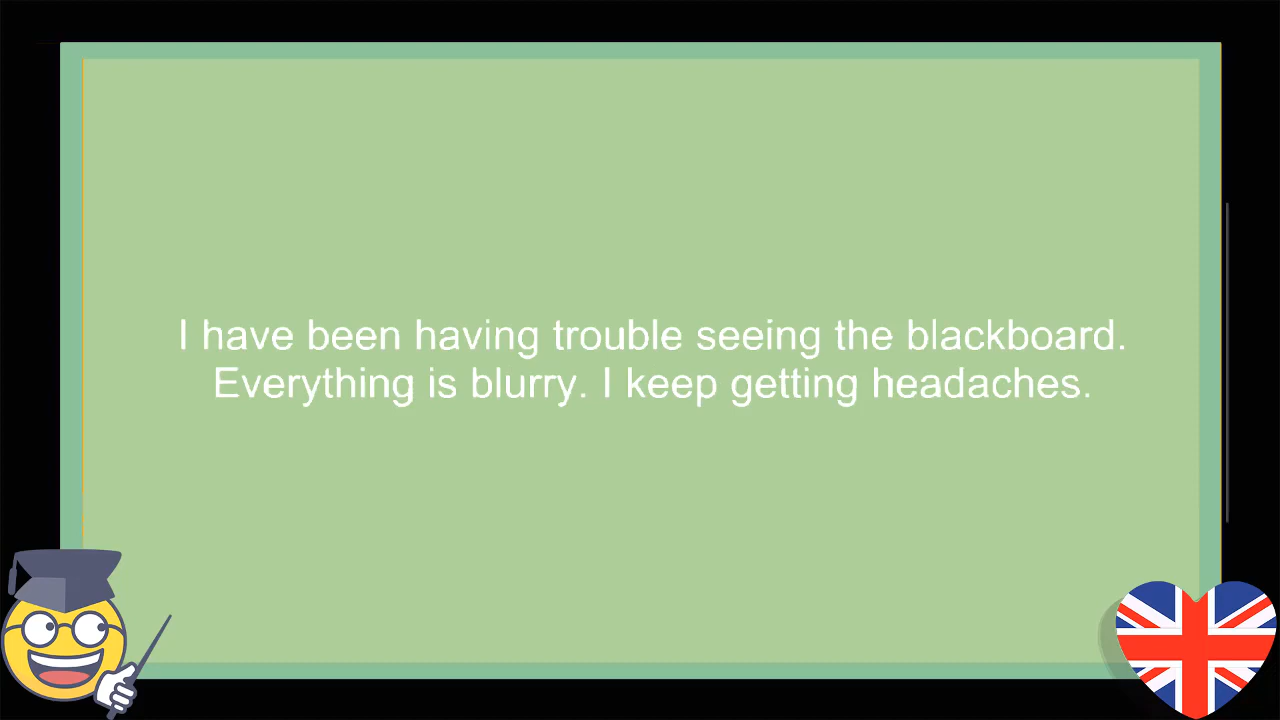 I have been having trouble seeing the blackboard.
Everything is blurry. I keep getting headaches.